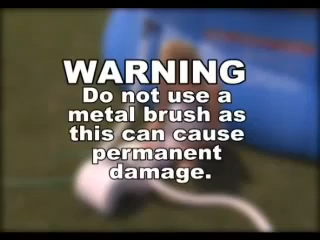 WARNING
Do not use a
metal brush as
this can cause
permanent
damage.